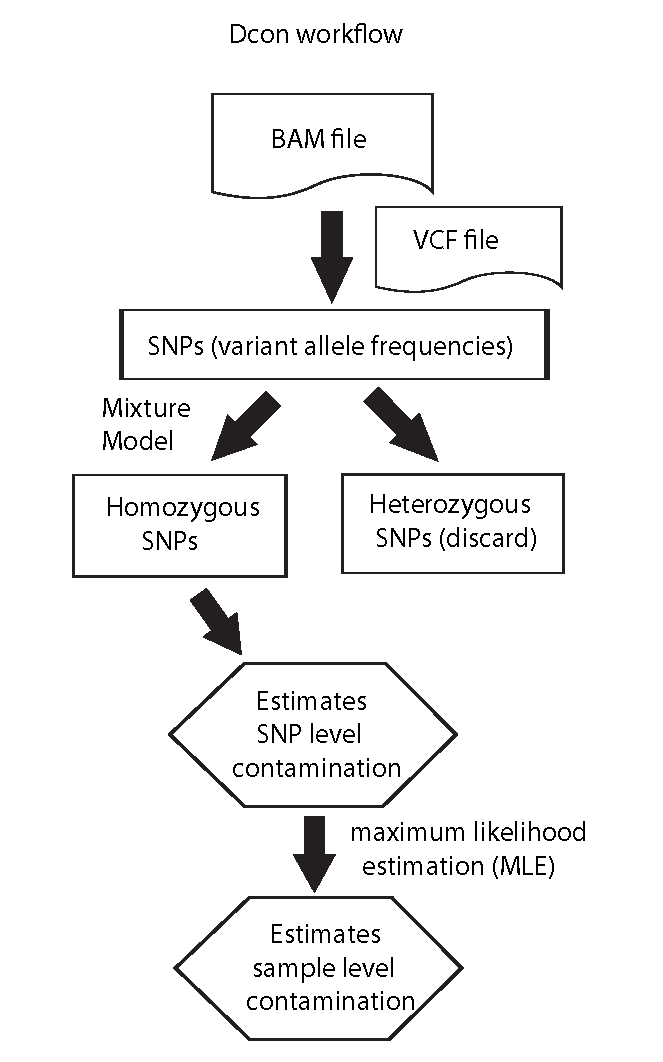 Dcon workflow
BAM file
VCF file
SNPs (variant allele frequencies)
Mixture
Model
Homozygous
SNPs
Heterozygous
SNPs (discard)
Estimates
SNP level
contamination
maximum likelihood
estimation (MLE)
Estimates
sample level
contamination